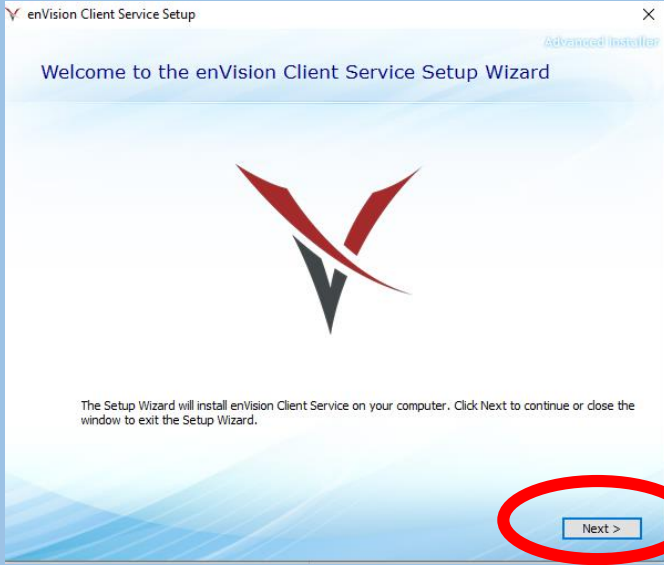 enVision Client Service Setup
Advanced Installer
Welcome to the enVision Client Service Setup Wizard
The Setup Wizard will install enVision Client Service on your computer. Click Next to continue or close the
window to exit the Setup Wizard.
Next >